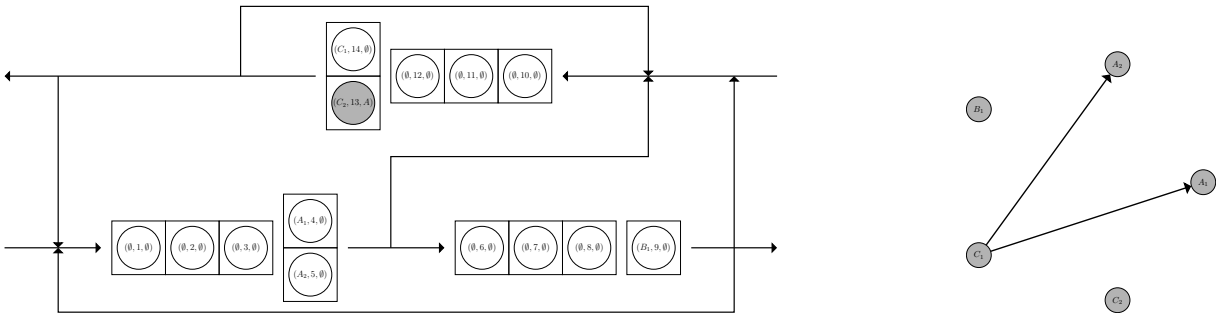 (C₁, 14, ∅)
(∅, 12, ∅) (∅, 11, ∅) (∅, 10, ∅)
(C₂, 13, A)
(A₁, 4, ∅)
(∅, 1, ∅) (∅, 2, ∅) (∅, 3, ∅)
(A₂, 5, ∅)
(∅, 6, ∅) (∅, 7, ∅) (∅, 8, ∅) (B₁, 9, ∅)
A₂
B₁
A₁
C₁
C₂